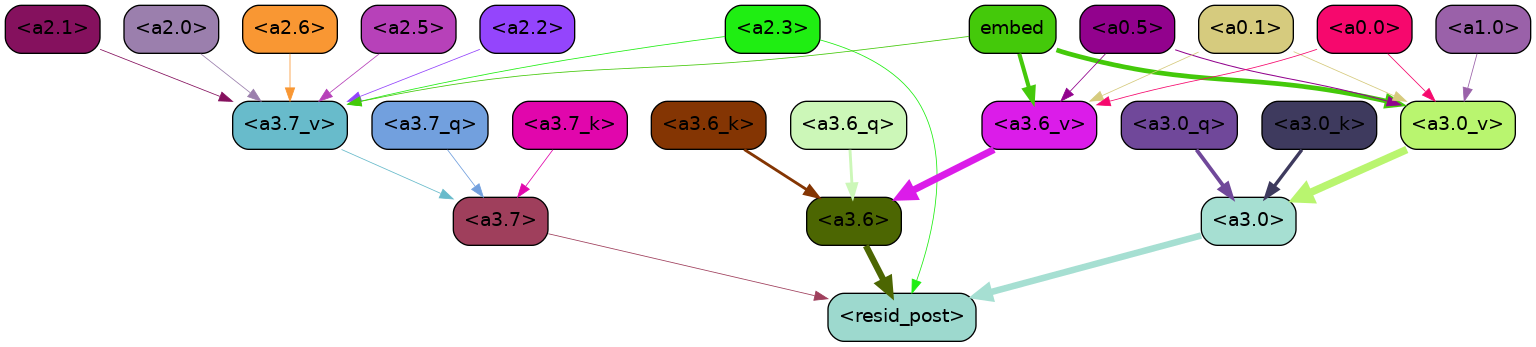 <a2.1> <a2.0> <a2.6> <a2.5> <a2.2> <a2.3> embed <a0.5> <a0.1> <a0.0> <a1.0>
<a3.7_v> <a3.7_q> <a3.7_k> <a3.6_k> <a3.6_q> <a3.6_v> <a3.0_q> <a3.0_k> <a3.0_v>
<a3.7> <a3.6> <a3.0>
<resid_post>